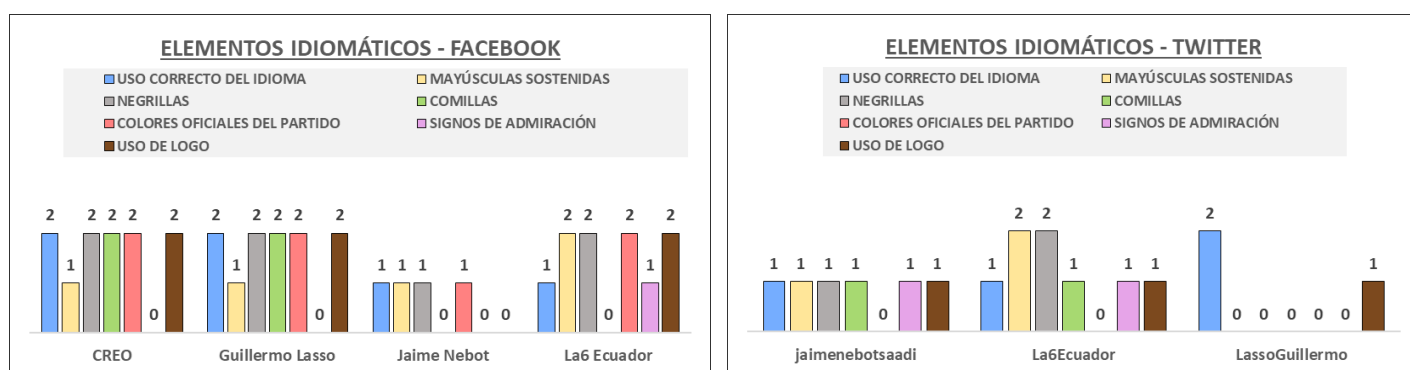 ELEMENTOS IDIOMÁTICOS - FACEBOOK
USO CORRECTO DEL IDIOMA MAYÚSCULAS SOSTENIDAS
NEGRILLAS COMILLAS
COLORES OFICIALES DEL PARTIDO SIGNOS DE ADMIRACIÓN
USO DE LOGO
2 1 2 2 2 0 2 2 1 2 2 2 0 2 1 1 1 0 1 0 0 1 2 2 0 2 1 2
CREO Guillermo Lasso Jaime Nebot La6 Ecuador
ELEMENTOS IDIOMÁTICOS - TWITTER
USO CORRECTO DEL IDIOMA MAYÚSCULAS SOSTENIDAS
NEGRILLAS COMILLAS
COLORES OFICIALES DEL PARTIDO SIGNOS DE ADMIRACIÓN
USO DE LOGO
1 1 1 1 0 1 1 1 2 2 1 0 1 1 2 0 0 0 0 0 1
jaimenebotsaadi La6Ecuador LassoGuillermo